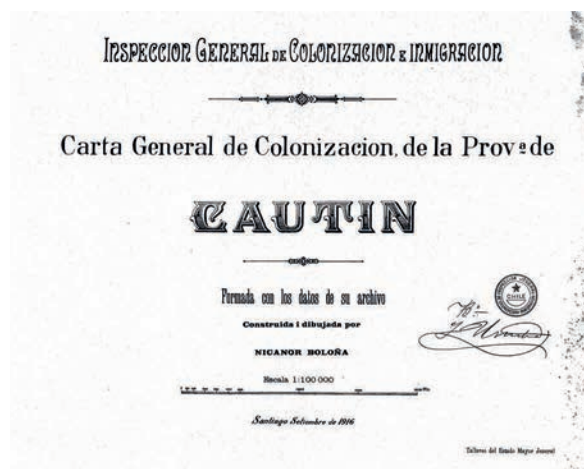 INSPECCION GENERAL DE COLONIZACION E INMIGRACION
Carta General de Colonizacion, de la Provª de
CAUTIN
Formada con los datos de su archivo
Construida i dibujada por
NICANOR BOLOÑA
Escala 1:100 000
Santiago Setiembre de 1916
CHILE
Talleres del Estado Mayor Jeneral